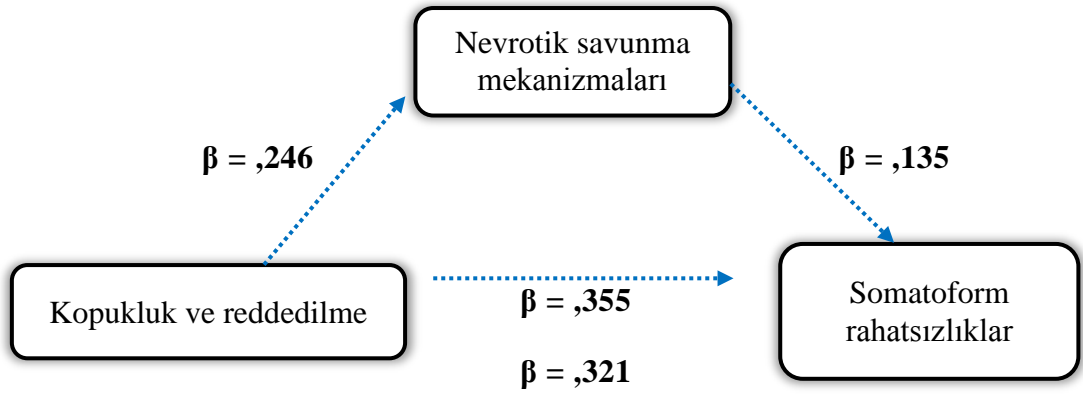 Nevrotik savunma
mekanizmaları
β = ,246
β = ,135
Kopukluk ve reddedilme
β = ,355
β = ,321
Somatoform
rahatsızlıklar